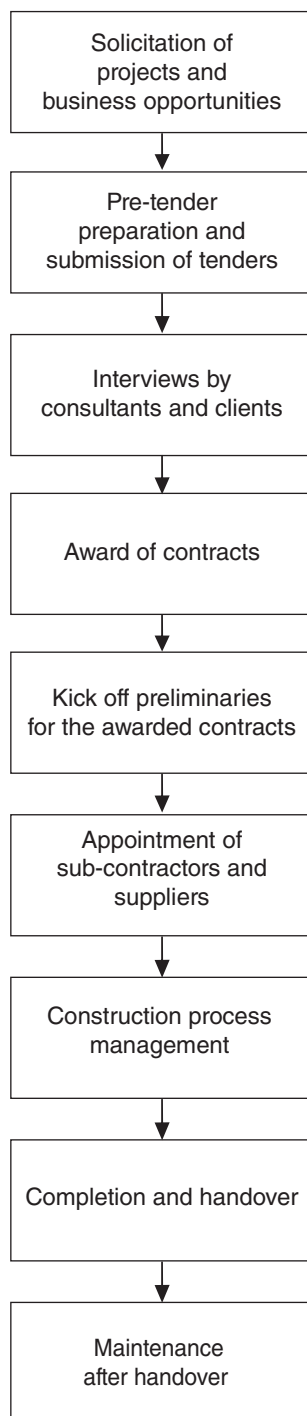 Solicitation of
projects and
business opportunities
Pre-tender
preparation and
submission of tenders
Interviews by
consultants and clients
Award of contracts
Kick off preliminaries
for the awarded contracts
Appointment of
sub-contractors and
suppliers
Construction process
management
Completion and handover
Maintenance
after handover